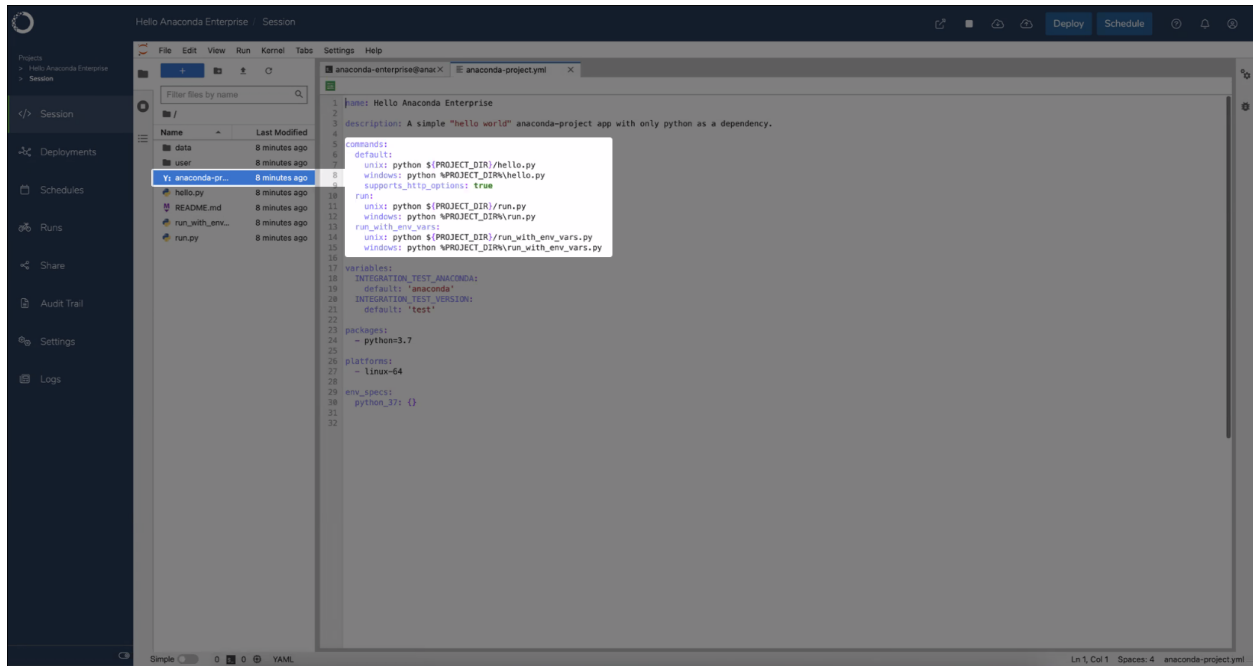 Hello Anaconda Enterprise / Session
Deploy
Schedule
Projects
> Hello Anaconda Enterprise
> Session
</> Session
Deployments
Schedules
Runs
Share
Audit Trail
Settings
Logs
File Edit View Run Kernel Tabs Settings Help
+
Filter files by name
/
Name Last Modified
data 8 minutes ago
user 8 minutes ago
Y: anaconda-pr... 8 minutes ago
hello.py 8 minutes ago
README.md 8 minutes ago
run_with_env... 8 minutes ago
run.py 8 minutes ago
anaconda-enterprise@anac ×
anaconda-project.yml ×
1 name: Hello Anaconda Enterprise
2
3 description: A simple "hello world" anaconda-project app with only python as a dependency.
4
5 commands:
6 default:
7 unix: python ${PROJECT_DIR}/hello.py
8 windows: python %PROJECT_DIR%\hello.py
9 supports_http_options: true
10 run:
11 unix: python ${PROJECT_DIR}/run.py
12 windows: python %PROJECT_DIR%\run.py
13 run_with_env_vars:
14 unix: python ${PROJECT_DIR}/run_with_env_vars.py
15 windows: python %PROJECT_DIR%\run_with_env_vars.py
16
17 variables:
18 INTEGRATION_TEST_ANACONDA:
19 default: 'anaconda'
20 INTEGRATION_TEST_VERSION:
21 default: 'test'
22
23 packages:
24 - python=3.7
25
26 platforms:
27 - linux-64
28
29 env_specs:
30 python_37: {}
31
32
Simple 0 0 YAML
Ln 1, Col 1 Spaces: 4 anaconda-project.yml